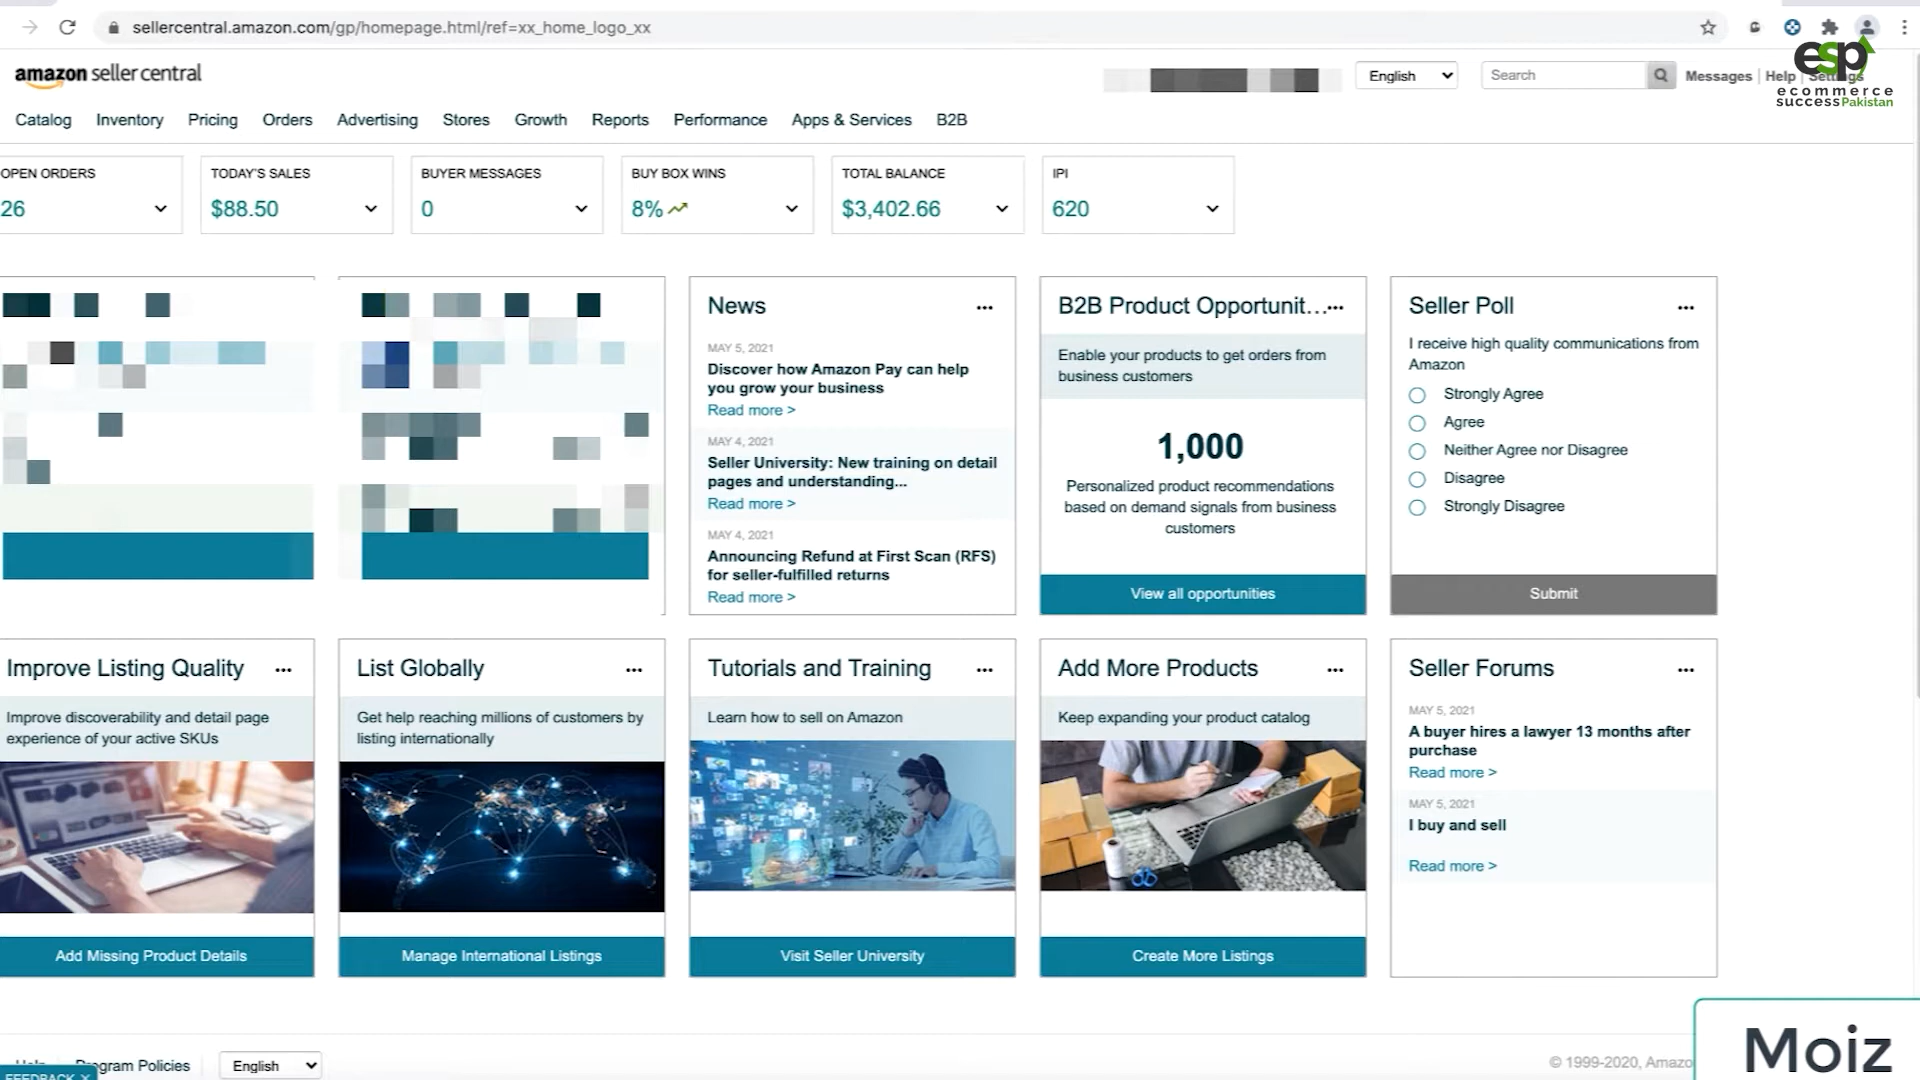 sellercentral.amazon.com/gp/homepage.html/ref=xx_home_logo_xx
amazon seller central
English
Search
Messages
Help
Settings
esp
ecommerce
success Pakistan
Catalog
Inventory
Pricing
Orders
Advertising
Stores
Growth
Reports
Performance
Apps & Services
B2B
OPEN ORDERS
26
TODAY'S SALES
$88.50
BUYER MESSAGES
0
BUY BOX WINS
8%
TOTAL BALANCE
$3,402.66
IPI
620
News
MAY 5, 2021
Discover how Amazon Pay can help
you grow your business
Read more >
MAY 4, 2021
Seller University: New training on detail
pages and understanding...
Read more >
MAY 4, 2021
Announcing Refund at First Scan (RFS)
for seller-fulfilled returns
Read more >
B2B Product Opportunit...
Enable your products to get orders from
business customers
1,000
Personalized product recommendations
based on demand signals from business
customers
View all opportunities
Seller Poll
I receive high quality communications from
Amazon
Strongly Agree
Agree
Neither Agree nor Disagree
Disagree
Strongly Disagree
Submit
Improve Listing Quality
Improve discoverability and detail page
experience of your active SKUs
Add Missing Product Details
List Globally
Get help reaching millions of customers by
listing internationally
Manage International Listings
Tutorials and Training
Learn how to sell on Amazon
Visit Seller University
Add More Products
Keep expanding your product catalog
Create More Listings
Seller Forums
MAY 5, 2021
A buyer hires a lawyer 13 months after
purchase
Read more >
MAY 5, 2021
I buy and sell
Read more >
Help
Program Policies
English
© 1999-2020, Amazo
FEEDBACK X
Moiz